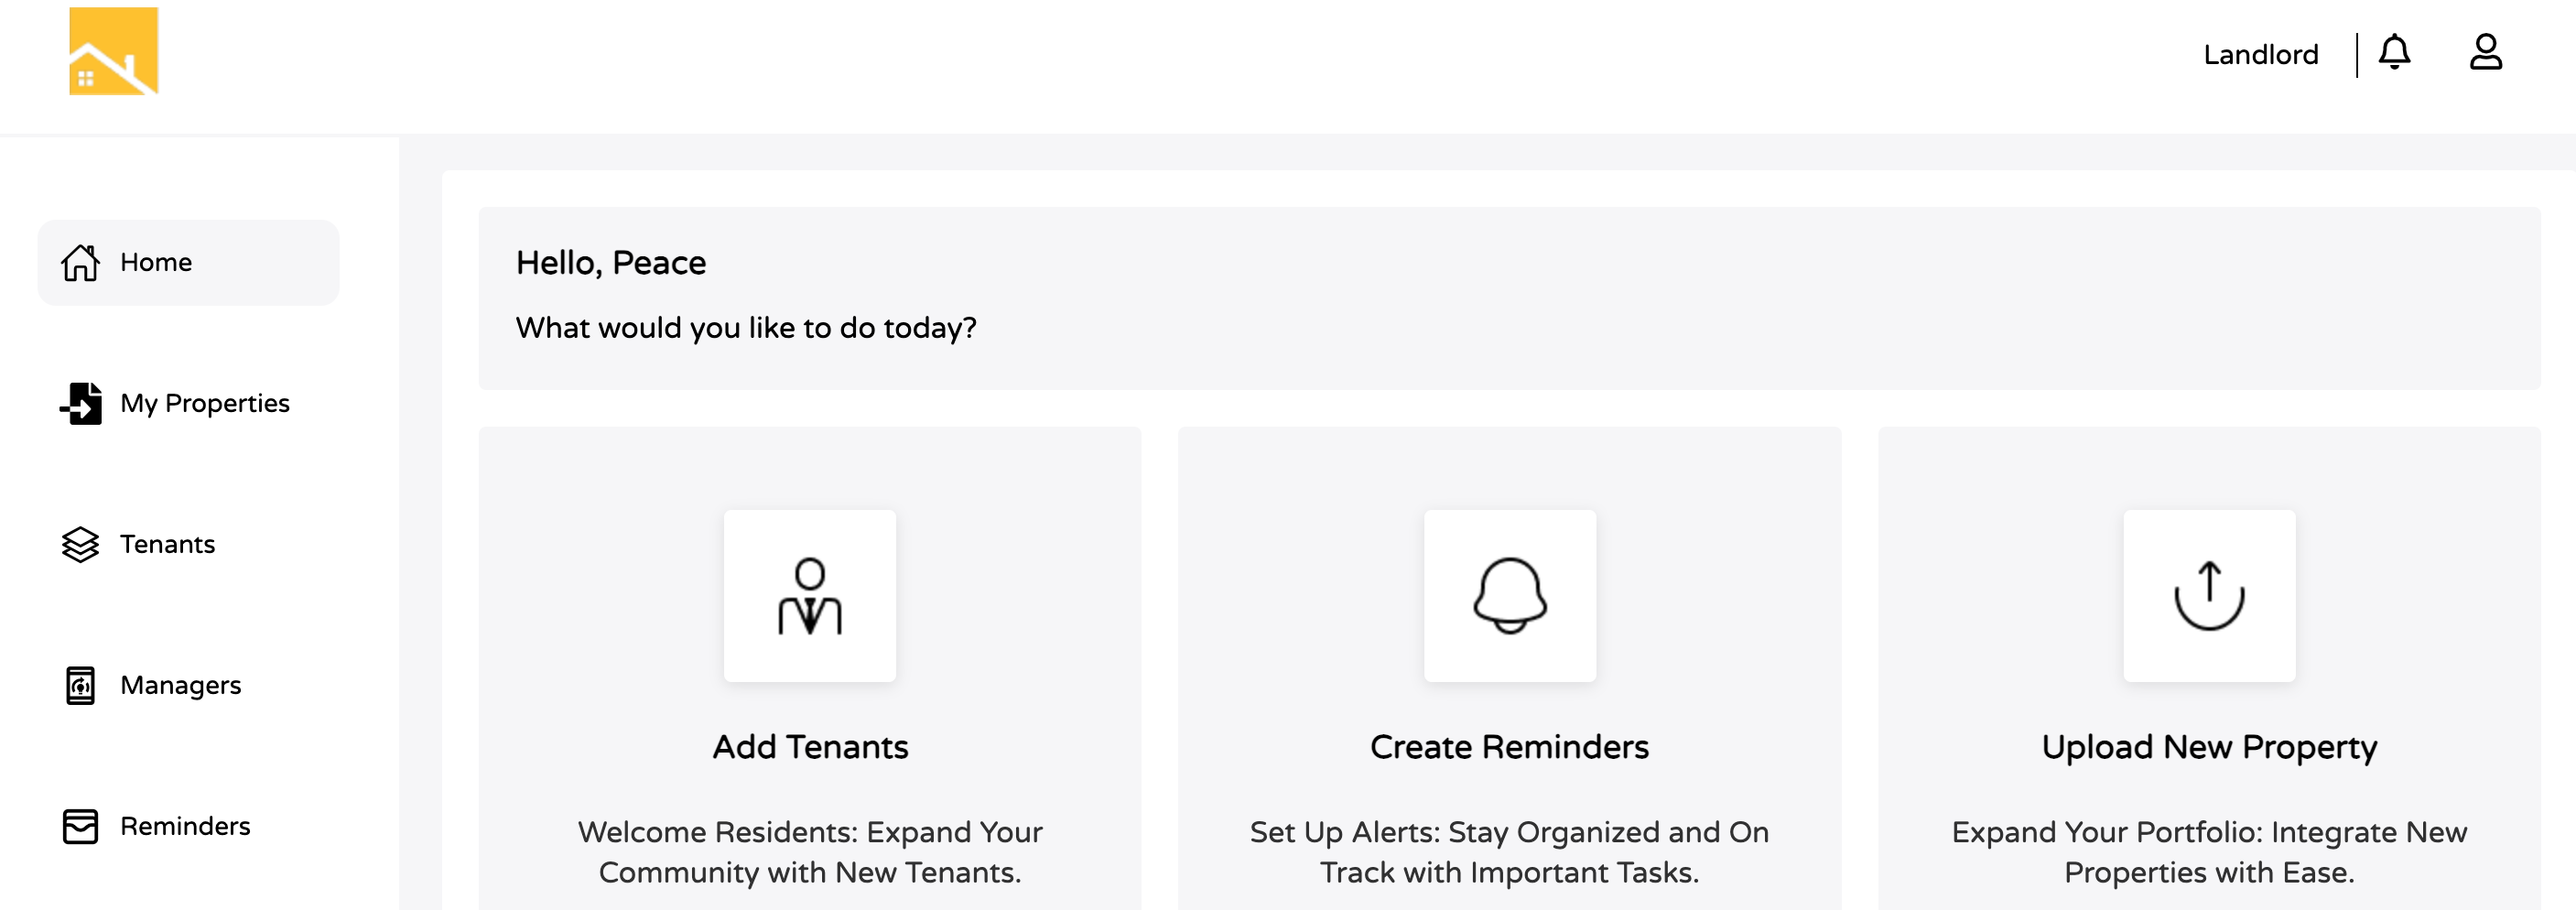 Landlord
Home
My Properties
Tenants
Managers
Reminders
Hello, Peace
What would you like to do today?
Add Tenants
Welcome Residents: Expand Your
Community with New Tenants.
Create Reminders
Set Up Alerts: Stay Organized and On
Track with Important Tasks.
Upload New Property
Expand Your Portfolio: Integrate New
Properties with Ease.